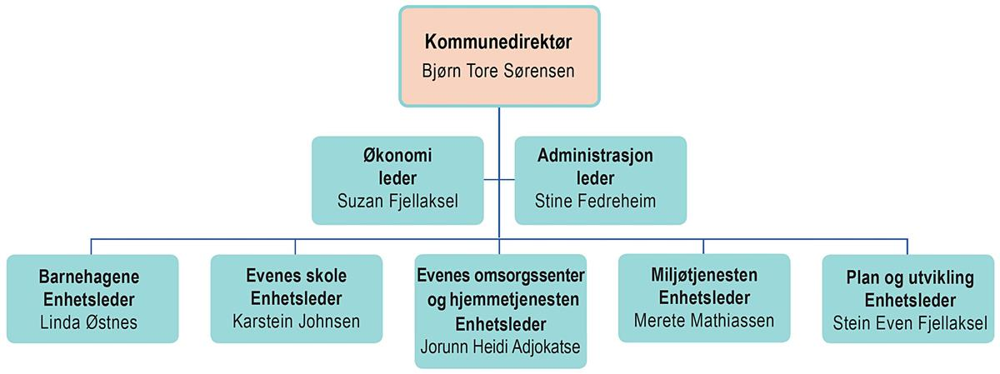 Kommunedirektør
Bjørn Tore Sørensen
Økonomi
leder
Suzan Fjellaksel
Administrasjon
leder
Stine Fedreheim
Barnehagene
Enhetsleder
Linda Østnes
Evenes skole
Enhetsleder
Karstein Johnsen
Evenes omsorgssenter
og hjemmetjenesten
Enhetsleder
Jorunn Heidi Adjokatse
Miljøtjenesten
Enhetsleder
Merete Mathiassen
Plan og utvikling
Enhetsleder
Stein Even Fjellaksel